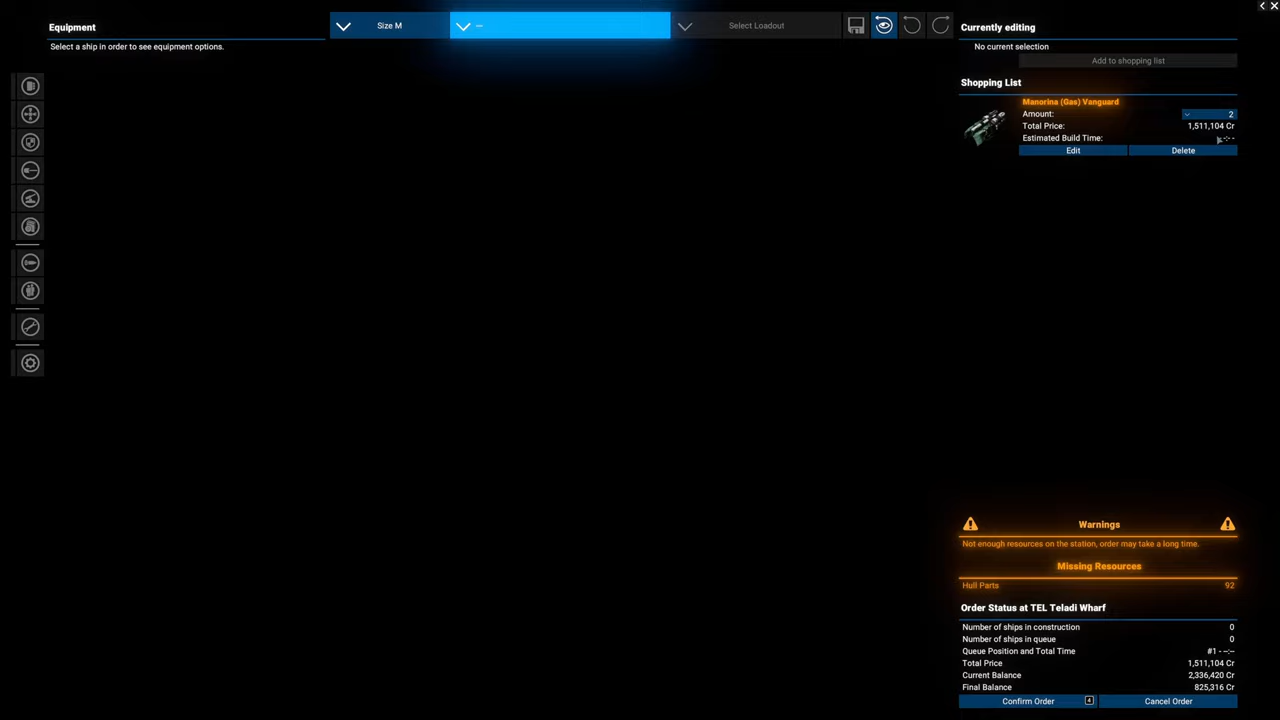 Equipment
Select a ship in order to see equipment options.
Size M
--
Select Loadout
Currently editing
No current selection
Add to shopping list
Shopping List
Manorina (Gas) Vanguard
Amount: 2
Total Price: 1,511,104 Cr
Estimated Build Time: --:--
Edit Delete
Warnings
Not enough resources on the station, order may take a long time.
Missing Resources
Hull Parts 92
Order Status at TEL Teladi Wharf
Number of ships in construction 0
Number of ships in queue 0
Queue Position and Total Time #1 - --:--
Total Price 1,511,104 Cr
Current Balance 2,336,420 Cr
Final Balance 825,316 Cr
Confirm Order 4 Cancel Order